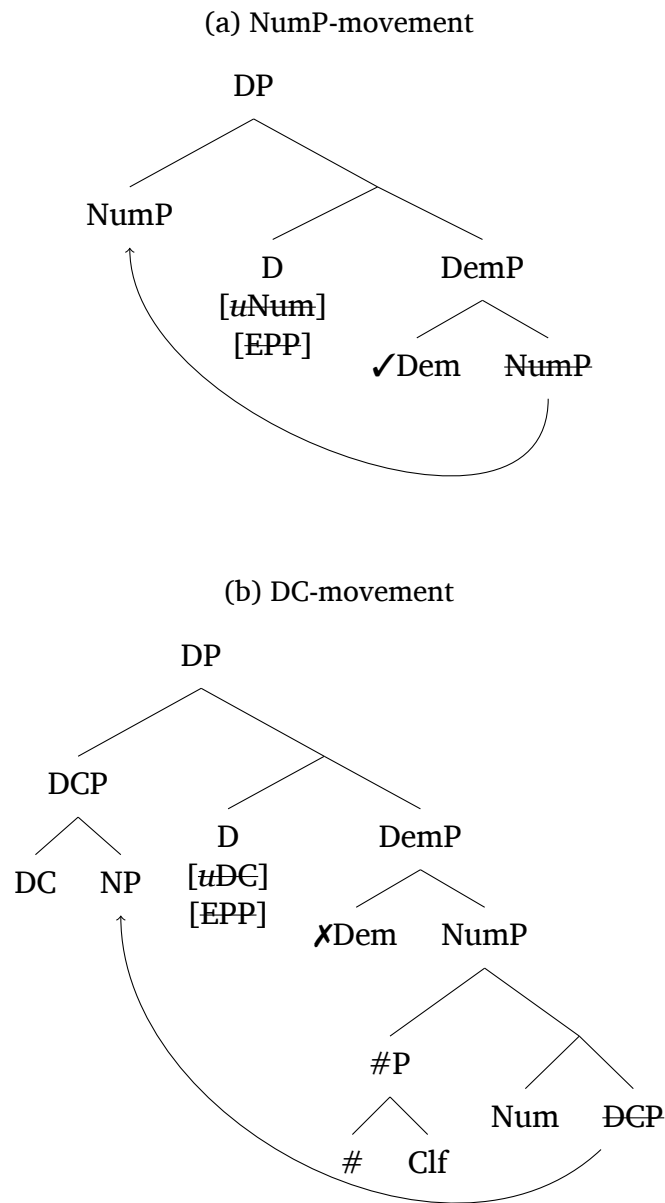 (a) NumP-movement
DP
NumP
D DemP
[uNum]
[EPP]
✓Dem NumP
(b) DC-movement
DP
DCP
D DemP
DC NP [uDC]
[EPP]
✗Dem NumP
#P
Num DCP
# Clf